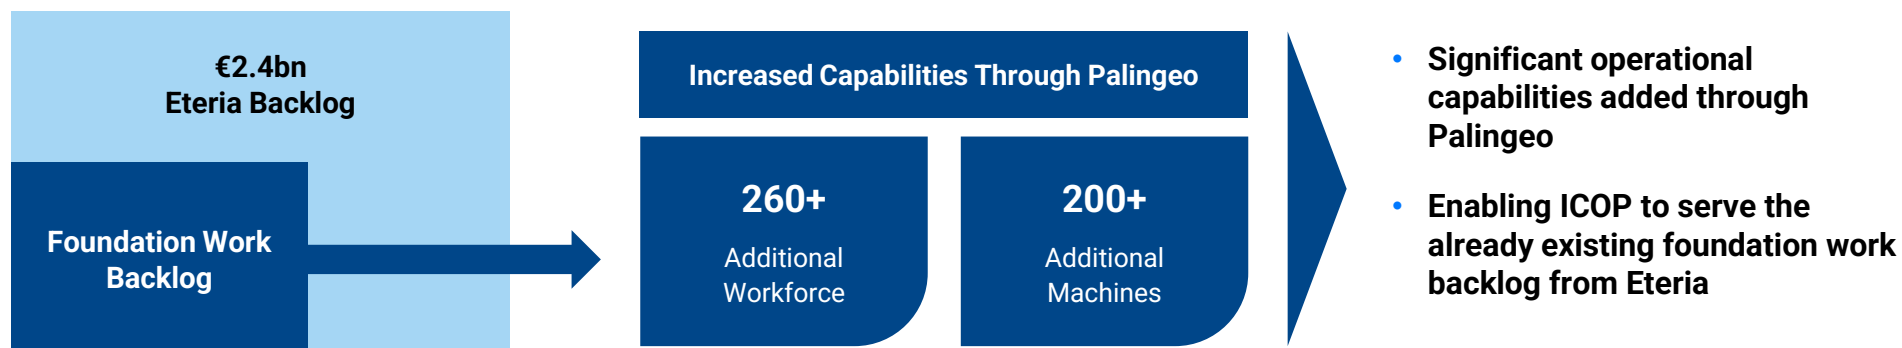 €2.4bn
Eteria Backlog
Foundation Work
Backlog
Increased Capabilities Through Palingeo
260+
Additional
Workforce
200+
Additional
Machines
• Significant operational
capabilities added through
Palingeo
• Enabling ICOP to serve the
already existing foundation work
backlog from Eteria